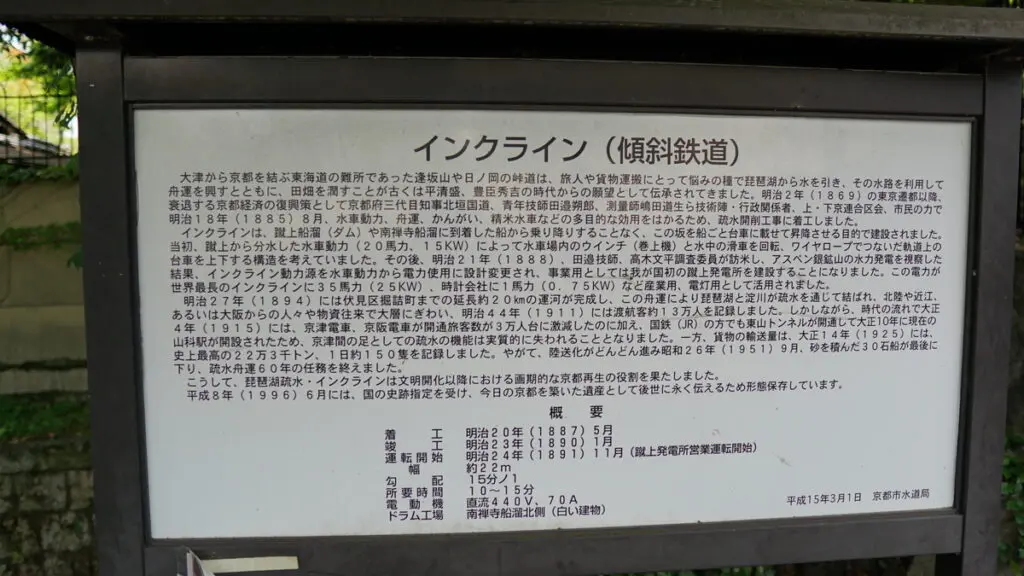 インクライン（傾斜鉄道）
大津から京都を結ぶ東海道の難所であった逢坂山や日ノ岡の峠道は、旅人や貨物運搬にとって悩みの種で琵琶湖から水を引き、その水路を利用して
舟運を興すとともに、田畑を潤すことが古くは平清盛、豊臣秀吉の時代からの願望として伝承されてきました。明治２年（１８６９）の東京遷都以降、
衰退する京都経済の復興策として京都府三代目知事北垣国道、青年技師田邉朔郎、測量師嶋田道生ら技術陣・行政関係者、上・下京連合区会、市民の力で
明治１８年（１８８５）８月、水車動力、舟運、かんがい、精米水車などの多目的な効用をはかるため、疏水開削工事に着工しました。
インクラインは、蹴上船溜（ダム）や南禅寺船溜に到着した船から乗り降りすることなく、この坂を船ごと台車に載せて昇降させる目的で建設されました。
当初、蹴上から分水した水車動力（２０馬力、１５ＫＷ）によって水車場内のウインチ（巻上機）と水中の滑車を回転、ワイヤロープでつないだ軌道上の
台車を上下する構造を考えていました。その後、明治２１年（１８８８）、田邉技師、高木文平調査委員が訪米し、アスペン銀鉱山の水力発電を視察した
結果、インクライン動力源を水車動力から電力使用に設計変更され、事業用としては我が国初の蹴上発電所を建設することになりました。この電力が
世界最長のインクラインに３５馬力（２５ＫＷ）、時計会社に１馬力（０．７５ＫＷ）など産業用、電灯用として活用されました。
明治２７年（１８９４）には伏見区堀詰町までの延長約２０ｋｍの運河が完成し、この舟運により琵琶湖と淀川が疏水を通じて結ばれ、北陸や近江、
あるいは大阪からの人々や物資往来で大層にぎわい、明治４４年（１９１１）には渡航客約１３万人を記録しました。しかしながら、時代の流れで大正
４年（１９１５）には、京津電車、京阪電車が開通旅客数が３万人台に激減したのに加え、国鉄（ＪＲ）の方でも東山トンネルが開通して大正１０年に現在の
山科駅が開設されたため、京津間の足としての疏水の機能は実質的に失われることとなりました。一方、貨物の輸送量は、大正１４年（１９２５）には、
史上最高の２２万３千トン、１日約１５０隻を記録しました。やがて、陸送化がどんどん進み昭和２６年（１９５１）９月、砂を積んだ３０石船が最後に
下り、疏水舟運６０年の任務を終えました。
こうして、琵琶湖疏水・インクラインは文明開化以降における画期的な京都再生の役割を果たしました。
平成８年（１９９６）６月には、国の史跡指定を受け、今日の京都を築いた遺産として後世に永く伝えるため形態保存しています。
概 要
着工 明治２０年（１８８７）５月
竣工 明治２３年（１８９０）１月
運転開始 明治２４年（１８９１）１１月（蹴上発電所営業運転開始）
幅 約２２ｍ
勾配 １５分ノ１
所要時間 １０～１５分
電動機 直流４４０Ｖ、７０Ａ
ドラム工場 南禅寺船溜北側（白い建物）
平成15年3月1日 京都市水道局